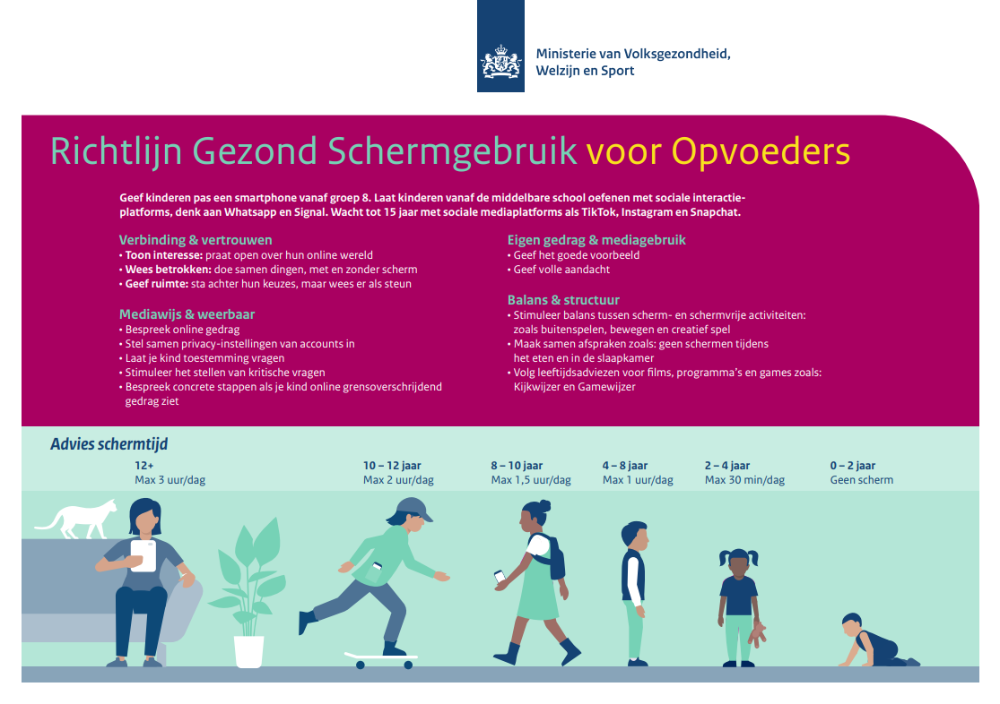 Ministerie van Volksgezondheid,
Welzijn en Sport
Richtlijn Gezond Schermgebruik voor Opvoeders
Geef kinderen pas een smartphone vanaf groep 8. Laat kinderen vanaf de middelbare school oefenen met sociale interactie-
platforms, denk aan Whatsapp en Signal. Wacht tot 15 jaar met sociale mediaplatforms als TikTok, Instagram en Snapchat.
Verbinding & vertrouwen
• Toon interesse: praat open over hun online wereld
• Wees betrokken: doe samen dingen, met en zonder scherm
• Geef ruimte: sta achter hun keuzes, maar wees er als steun
Mediawijs & weerbaar
• Bespreek online gedrag
• Stel samen privacy-instellingen van accounts in
• Laat je kind toestemming vragen
• Stimuleer het stellen van kritische vragen
• Bespreek concrete stappen als je kind online grensoverschrijdend
gedrag ziet
Eigen gedrag & mediagebruik
• Geef het goede voorbeeld
• Geef volle aandacht
Balans & structuur
• Stimuleer balans tussen scherm- en schermvrije activiteiten:
zoals buitenspelen, bewegen en creatief spel
• Maak samen afspraken zoals: geen schermen tijdens
het eten en in de slaapkamer
• Volg leeftijdsadviezen voor films, programma's en games zoals:
Kijkwijzer en Gamewijzer
Advies schermtijd
12+
Max 3 uur/dag
10 – 12 jaar
Max 2 uur/dag
8 – 10 jaar
Max 1,5 uur/dag
4 – 8 jaar
Max 1 uur/dag
2 – 4 jaar
Max 30 min/dag
0 – 2 jaar
Geen scherm